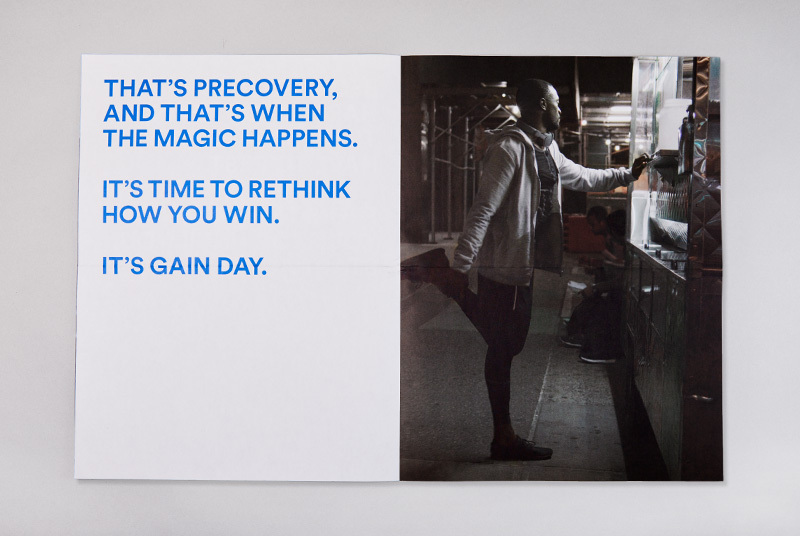 THAT’S PRECOVERY,
AND THAT’S WHEN
THE MAGIC HAPPENS.
IT’S TIME TO RETHINK
HOW YOU WIN.
IT’S GAIN DAY.